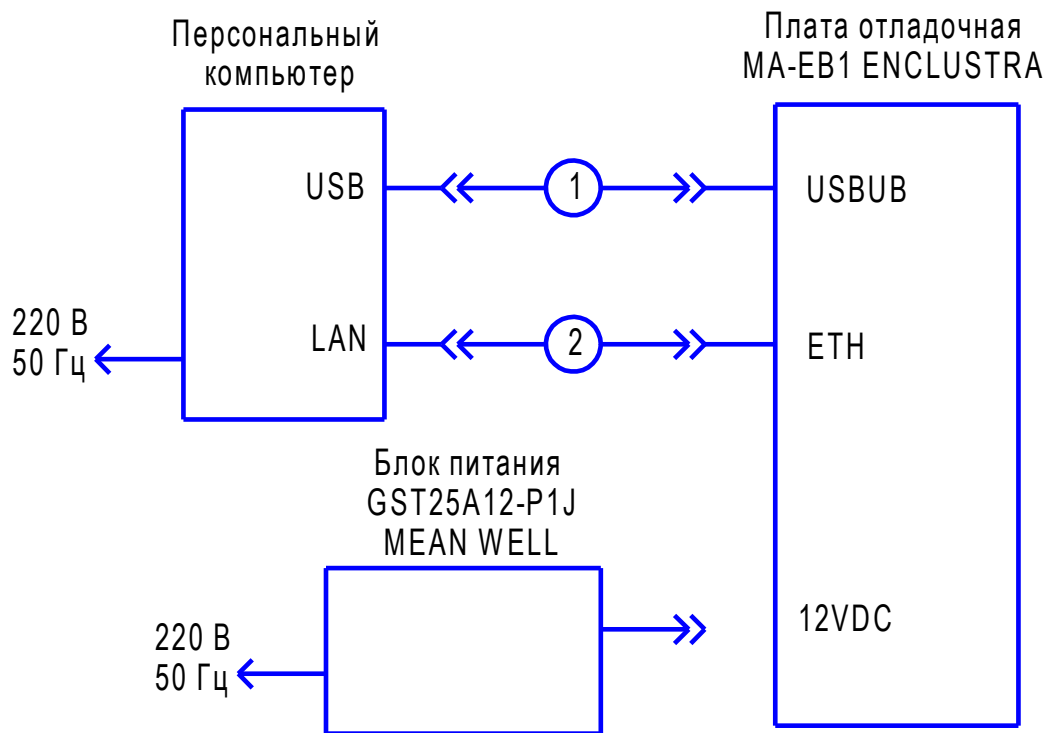 Персональный
компьютер
Плата отладочная
MA-EB1 ENCLUSTRA
USB
1
USBUB
220 В
50 Гц
LAN
2
ETH
Блок питания
GST25A12-P1J
MEAN WELL
12VDC
220 В
50 Гц